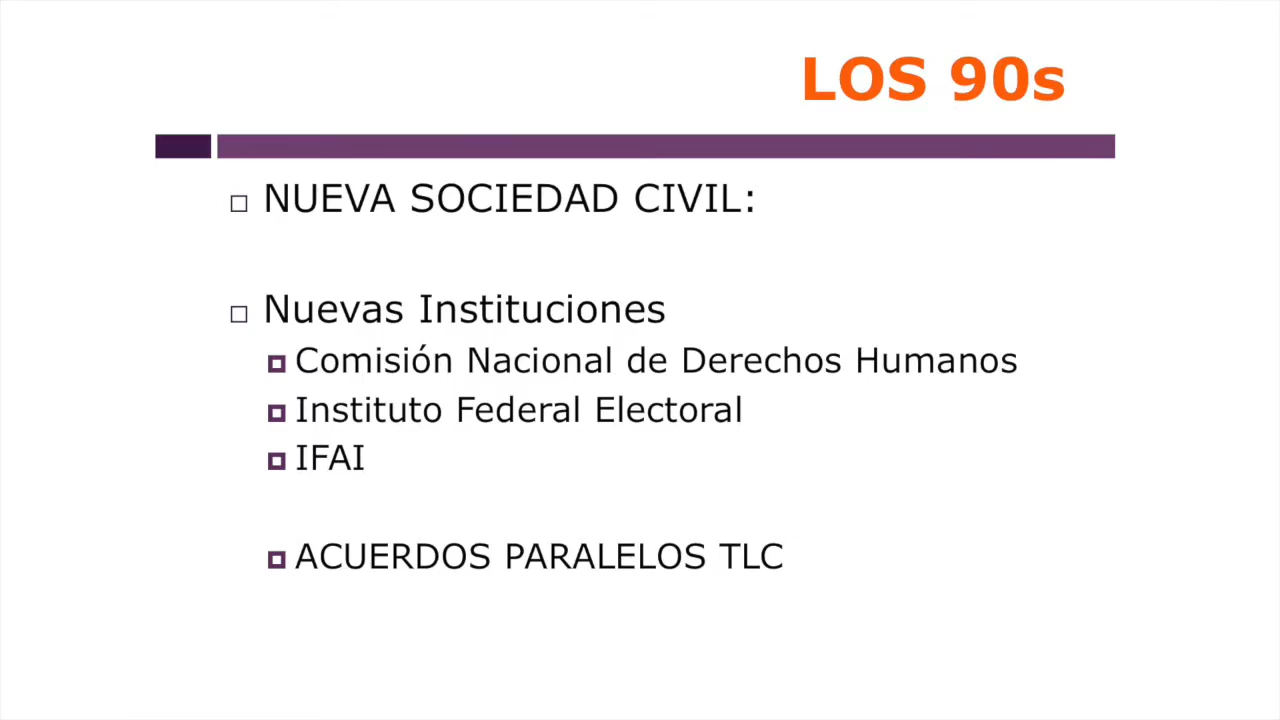 LOS 90s
NUEVA SOCIEDAD CIVIL:
Nuevas Instituciones
Comisión Nacional de Derechos Humanos
Instituto Federal Electoral
IFAI
ACUERDOS PARALELOS TLC